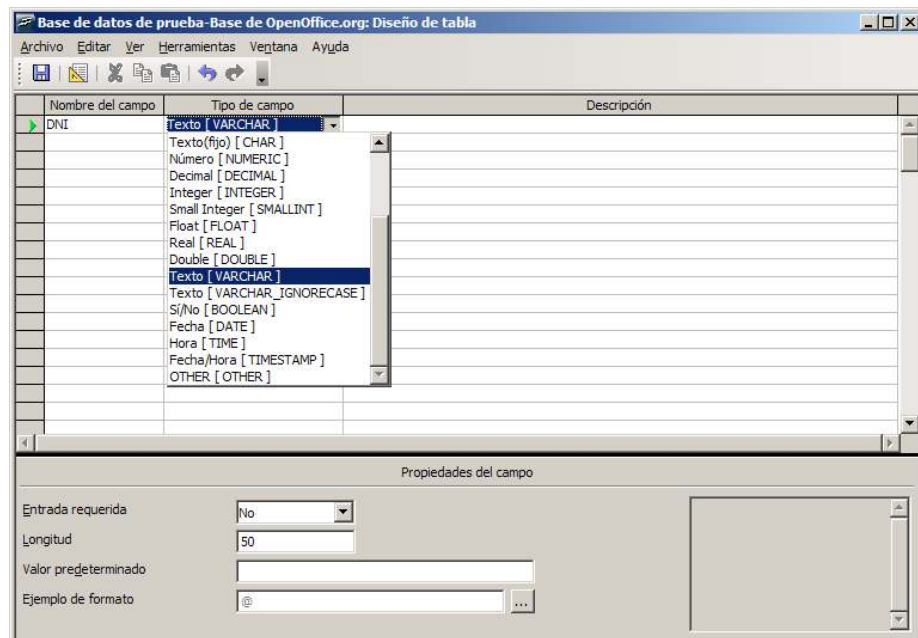 Base de datos de prueba-Base de OpenOffice.org: Diseño de tabla
Archivo Editar Ver Herramientas Ventana Ayuda
Nombre del campo Tipo de campo Descripción
DNI Texto [ VARCHAR ]
Texto(fijo) [ CHAR ]
Número [ NUMERIC ]
Decimal [ DECIMAL ]
Integer [ INTEGER ]
Small Integer [ SMALLINT ]
Float [ FLOAT ]
Real [ REAL ]
Double [ DOUBLE ]
Texto [ VARCHAR ]
Texto [ VARCHAR_IGNORECASE ]
Sí/No [ BOOLEAN ]
Fecha [ DATE ]
Hora [ TIME ]
Fecha/Hora [ TIMESTAMP ]
OTHER [ OTHER ]
Propiedades del campo
Entrada requerida No
Longitud 50
Valor predeterminado
Ejemplo de formato @ ...